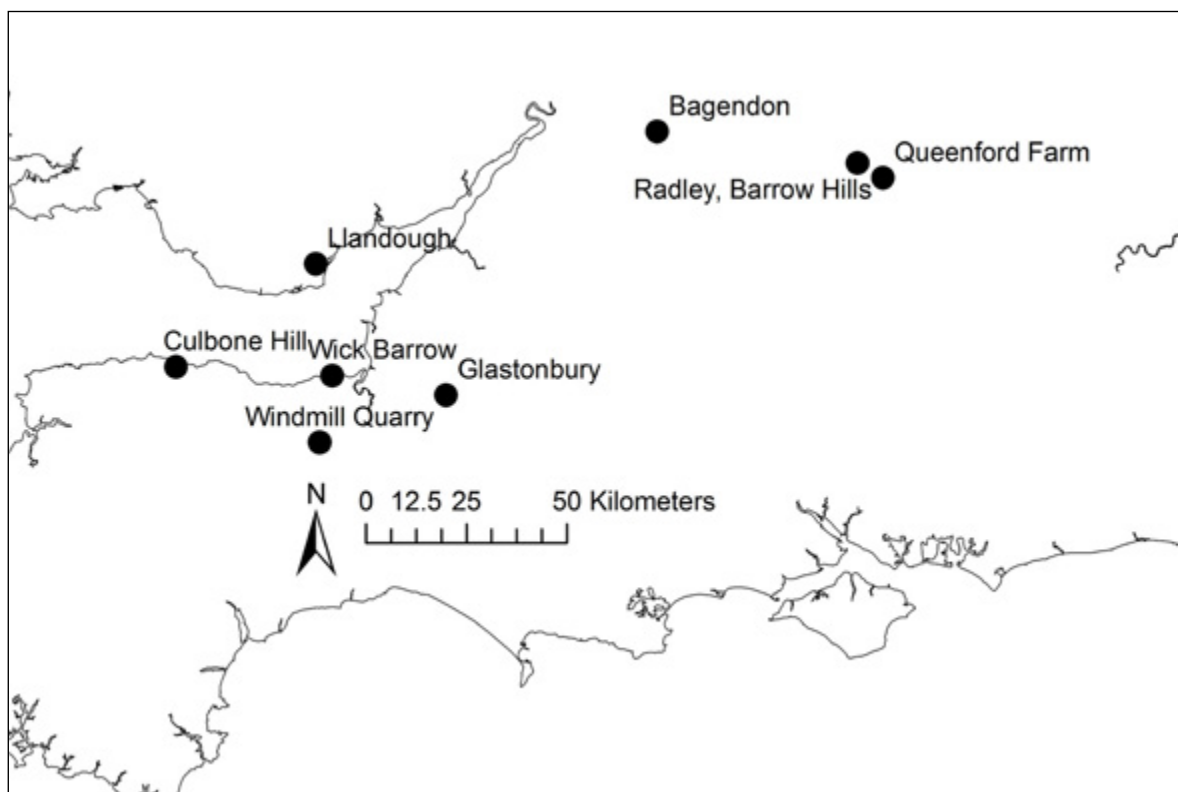 Bagendon
Queenford Farm
Radley, Barrow Hills
Llandough
Culbone Hill
Wick Barrow
Glastonbury
Windmill Quarry
N
0 12.5 25 50 Kilometers